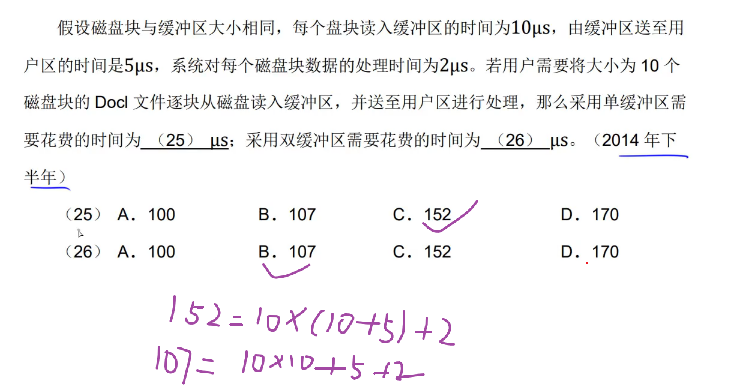 假设磁盘块与缓冲区大小相同，每个盘块读入缓冲区的时间为10μs，由缓冲区送至用
户区的时间是5μs，系统对每个磁盘块数据的处理时间为2μs。若用户需要将大小为 10 个
磁盘块的 Docl 文件逐块从磁盘读入缓冲区，并送至用户区进行处理，那么采用单缓冲区需
要花费的时间为 （25） μs；采用双缓冲区需要花费的时间为 （26） μs。（2014 年下
半年）
（25） A．100 B．107 C．152 D．170
（26） A．100 B．107 C．152 D．170
152=10×(10+5)+2
107= 10×10+5+2